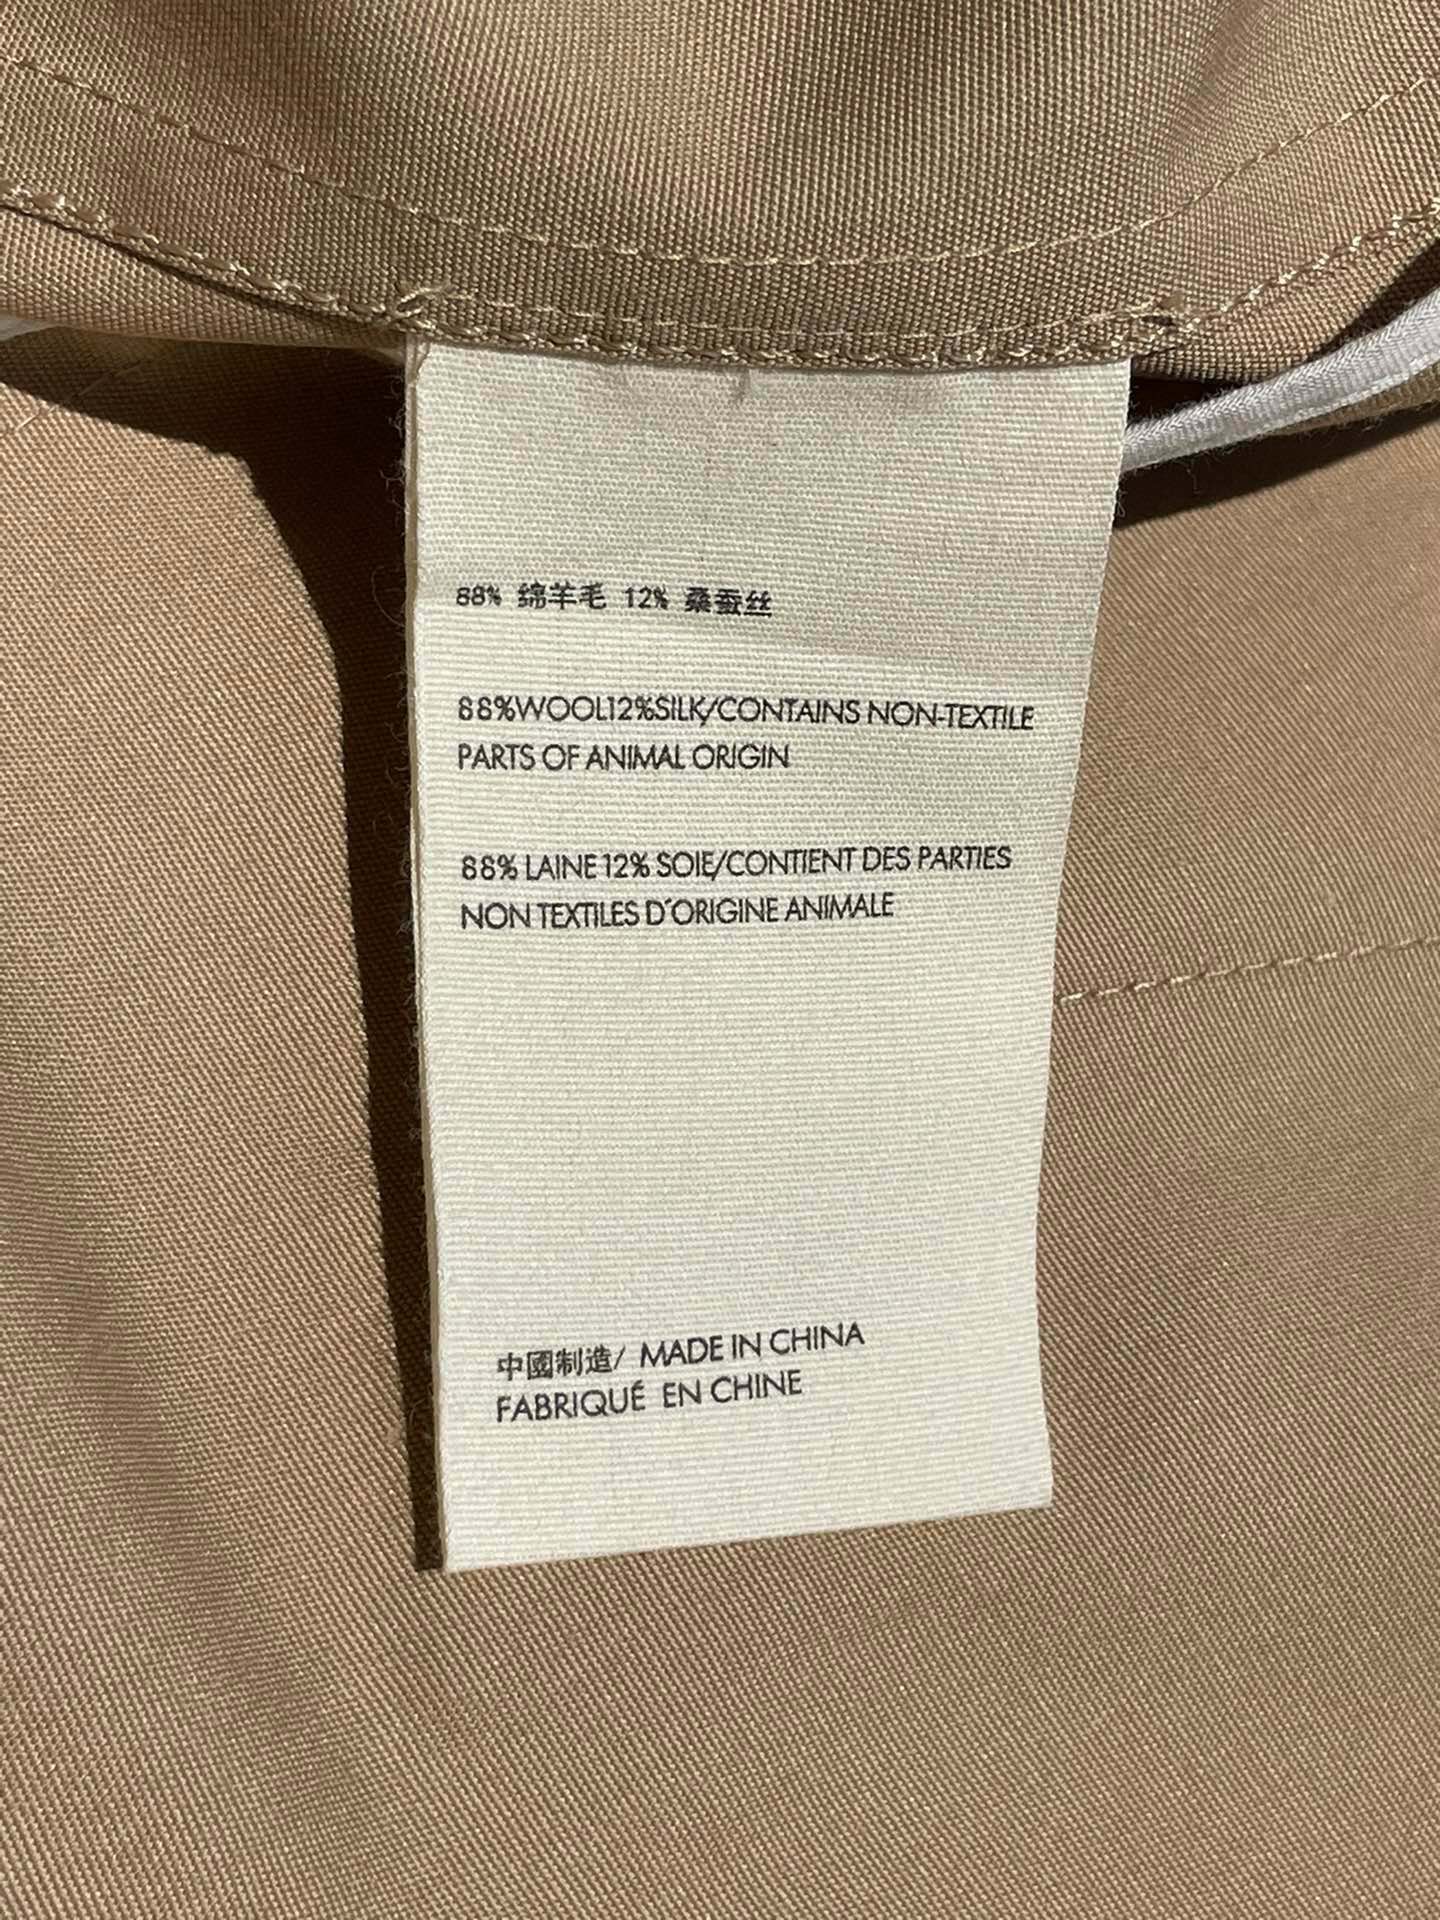 88% 绵羊毛 12% 桑蚕丝
88%WOOL12%SILK/CONTAINS NON-TEXTILE
PARTS OF ANIMAL ORIGIN
88% LAINE 12% SOIE/CONTIENT DES PARTIES
NON TEXTILES D'ORIGINE ANIMALE
中國制造/ MADE IN CHINA
FABRIQUÉ EN CHINE